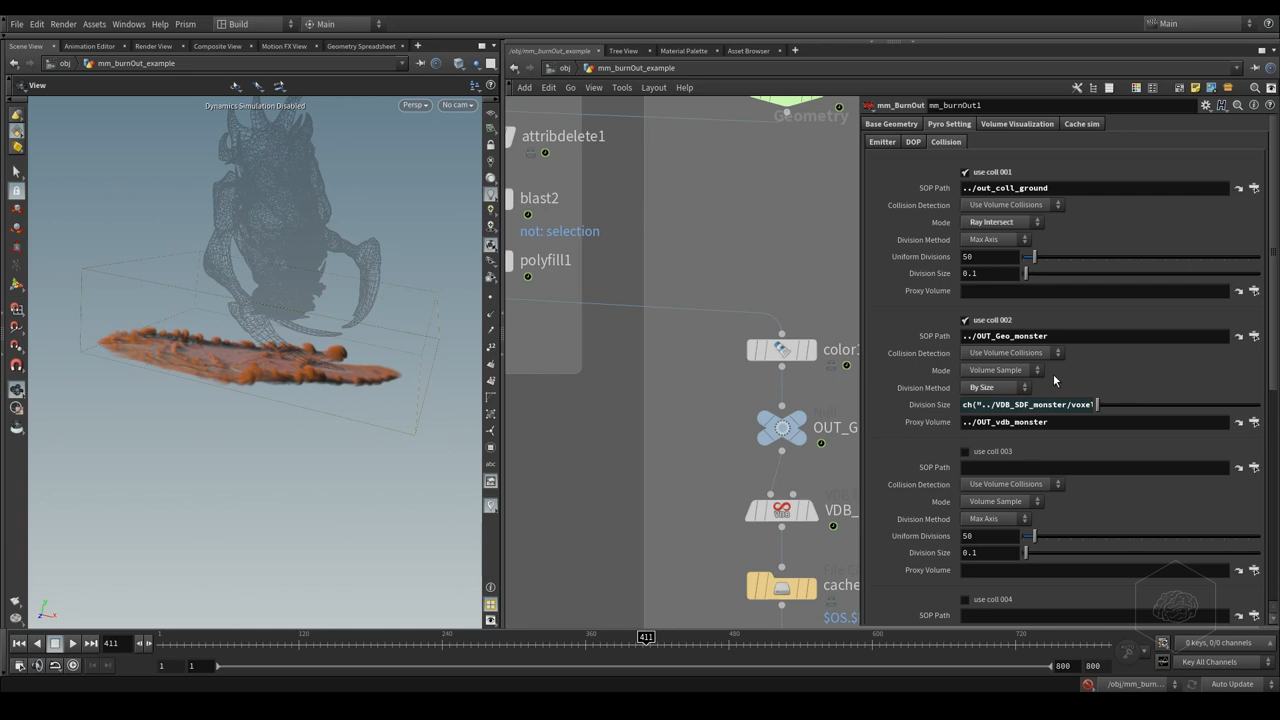 File Edit Render Assets Windows Help Prism Build Main Main
Scene View Animation Editor Render View Composite View Motion FX View Geometry Spreadsheet
obj mm_burnOut_example
View
Dynamics Simulation Disabled
Persp No cam
/obj/mm_burnOut_example Tree View Material Palette Asset Browser
obj mm_burnOut_example
Add Edit Go View Tools Layout Help
Geometry
attribdelete1
blast2
not: selection
polyfill1
color1
Null
OUT_G
VDB_
cache
$OS.$
mm_BurnOut mm_burnOut1
Base Geometry Pyro Setting Volume Visualization Cache sim
Emitter DOP Collision
use coll 001
SOP Path ../out_coll_ground
Collision Detection Use Volume Collisions
Mode Ray Intersect
Division Method Max Axis
Uniform Divisions 50
Division Size 0.1
Proxy Volume
use coll 002
SOP Path ../OUT_Geo_monster
Collision Detection Use Volume Collisions
Mode Volume Sample
Division Method By Size
Division Size ch("../VDB_SDF_monster/voxel
Proxy Volume ../OUT_vdb_monster
use coll 003
SOP Path
Collision Detection Use Volume Collisions
Mode Volume Sample
Division Method Max Axis
Uniform Divisions 50
Division Size 0.1
Proxy Volume
use coll 004
SOP Path
411 1 120 240 360 411 480 600 720
0 keys, 0/0 channels
1 1 800 800 Key All Channels
/obj/mm_burn... Auto Update